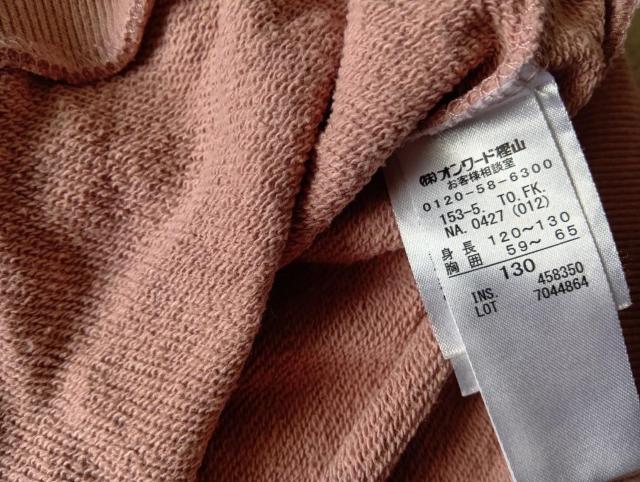 (株)オンワード樫山
お客様相談室
0120-58-6300
153-5. TO.FK.
NA. 0427 (012)
身長 120～130
胸囲 59～ 65
130
INS. 458350
LOT 7044864